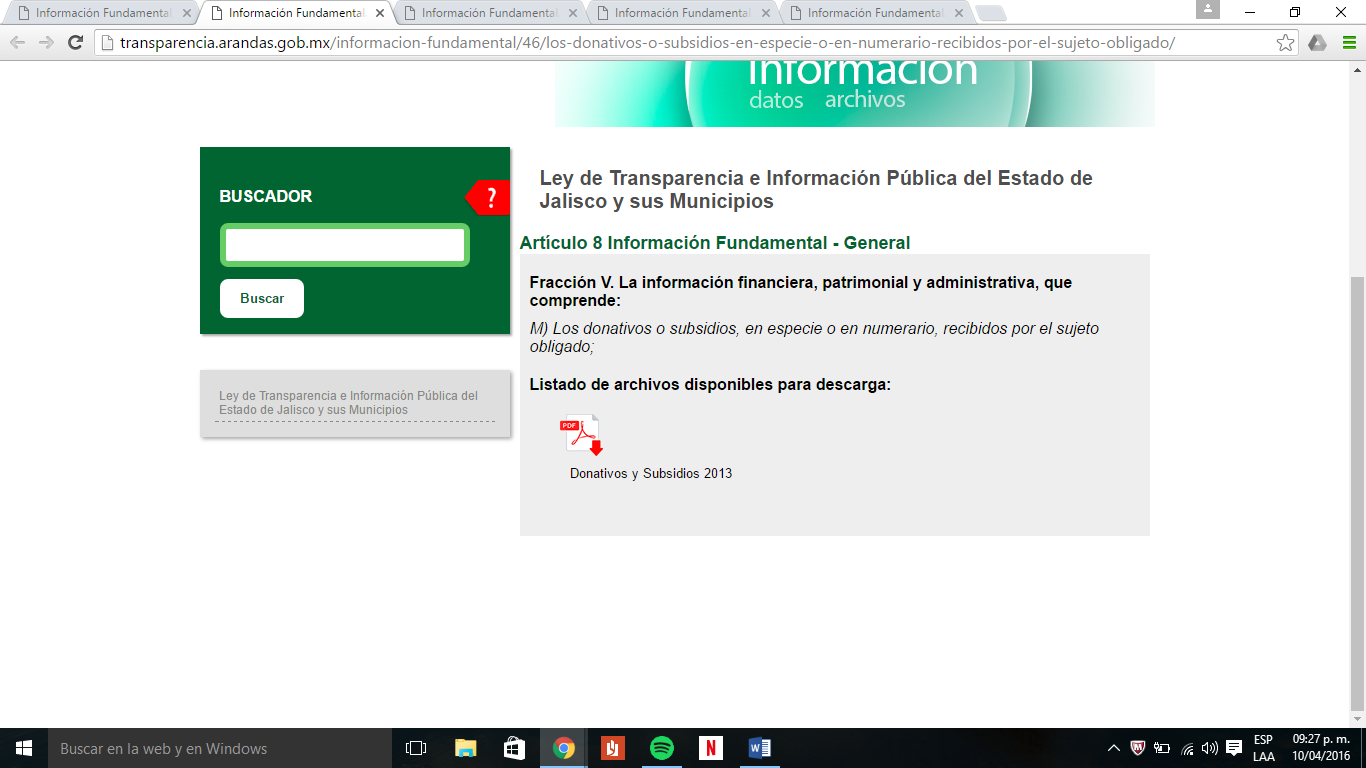 Información Fundamental
Información Fundamental
Información Fundamental
Información Fundamental
Información Fundamental
transparencia.arandas.gob.mx/informacion-fundamental/46/los-donativos-o-subsidios-en-especie-o-en-numerario-recibidos-por-el-sujeto-obligado/
Información
datos archivos
BUSCADOR
?
Buscar
Ley de Transparencia e Información Pública del
Estado de Jalisco y sus Municipios
Ley de Transparencia e Información Pública del Estado de
Jalisco y sus Municipios
Artículo 8 Información Fundamental - General
Fracción V. La información financiera, patrimonial y administrativa, que
comprende:
M) Los donativos o subsidios, en especie o en numerario, recibidos por el sujeto
obligado;
Listado de archivos disponibles para descarga:
PDF
Donativos y Subsidios 2013
Buscar en la web y en Windows
ESP
LAA
09:27 p. m.
10/04/2016